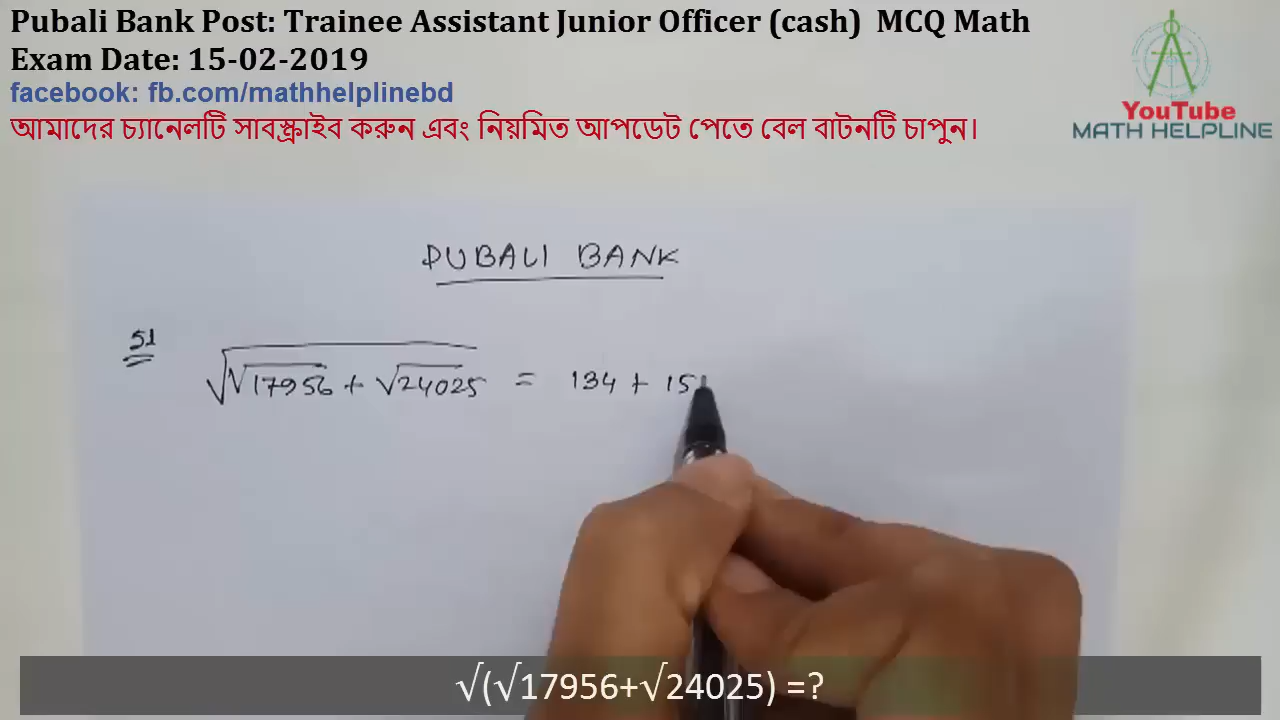 Pubali Bank Post: Trainee Assistant Junior Officer (cash) MCQ Math
Exam Date: 15-02-2019
facebook: fb.com/mathhelplinebd
আমাদের চ্যানেলটি সাবস্ক্রাইব করুন এবং নিয়মিত আপডেট পেতে বেল বাটনটি চাপুন।
YouTube
MATH HELPLINE
PUBALI BANK
51 √(√17956 + √24025) = 134 + 15
√(√17956+√24025) =?